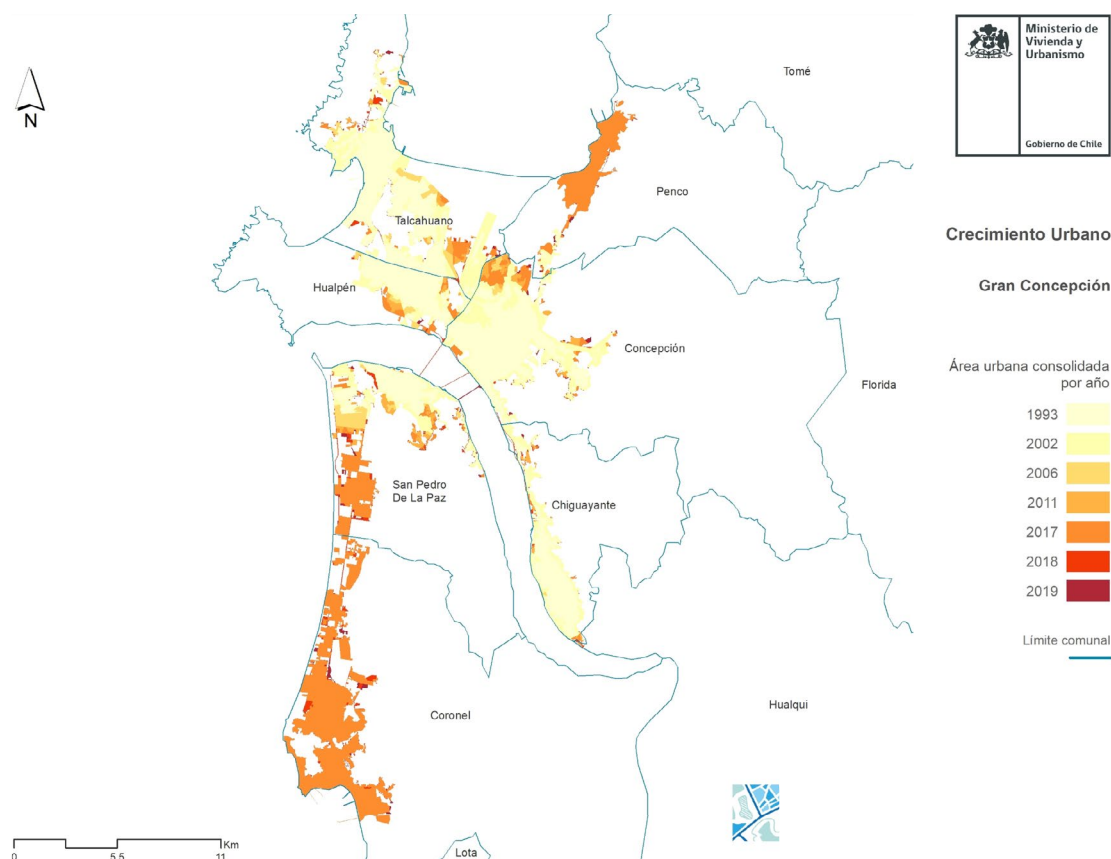 Ministerio de
Vivienda y
Urbanismo
Gobierno de Chile
Tomé
N
Penco
Talcahuano
Crecimiento Urbano
Gran Concepción
Hualpén
Concepción
Florida
Área urbana consolidada
por año
1993
2002
2006
2011
2017
2018
2019
Límite comunal
San Pedro
De La Paz
Chiguayante
Coronel
Hualqui
Lota
Km
0 5.5 11